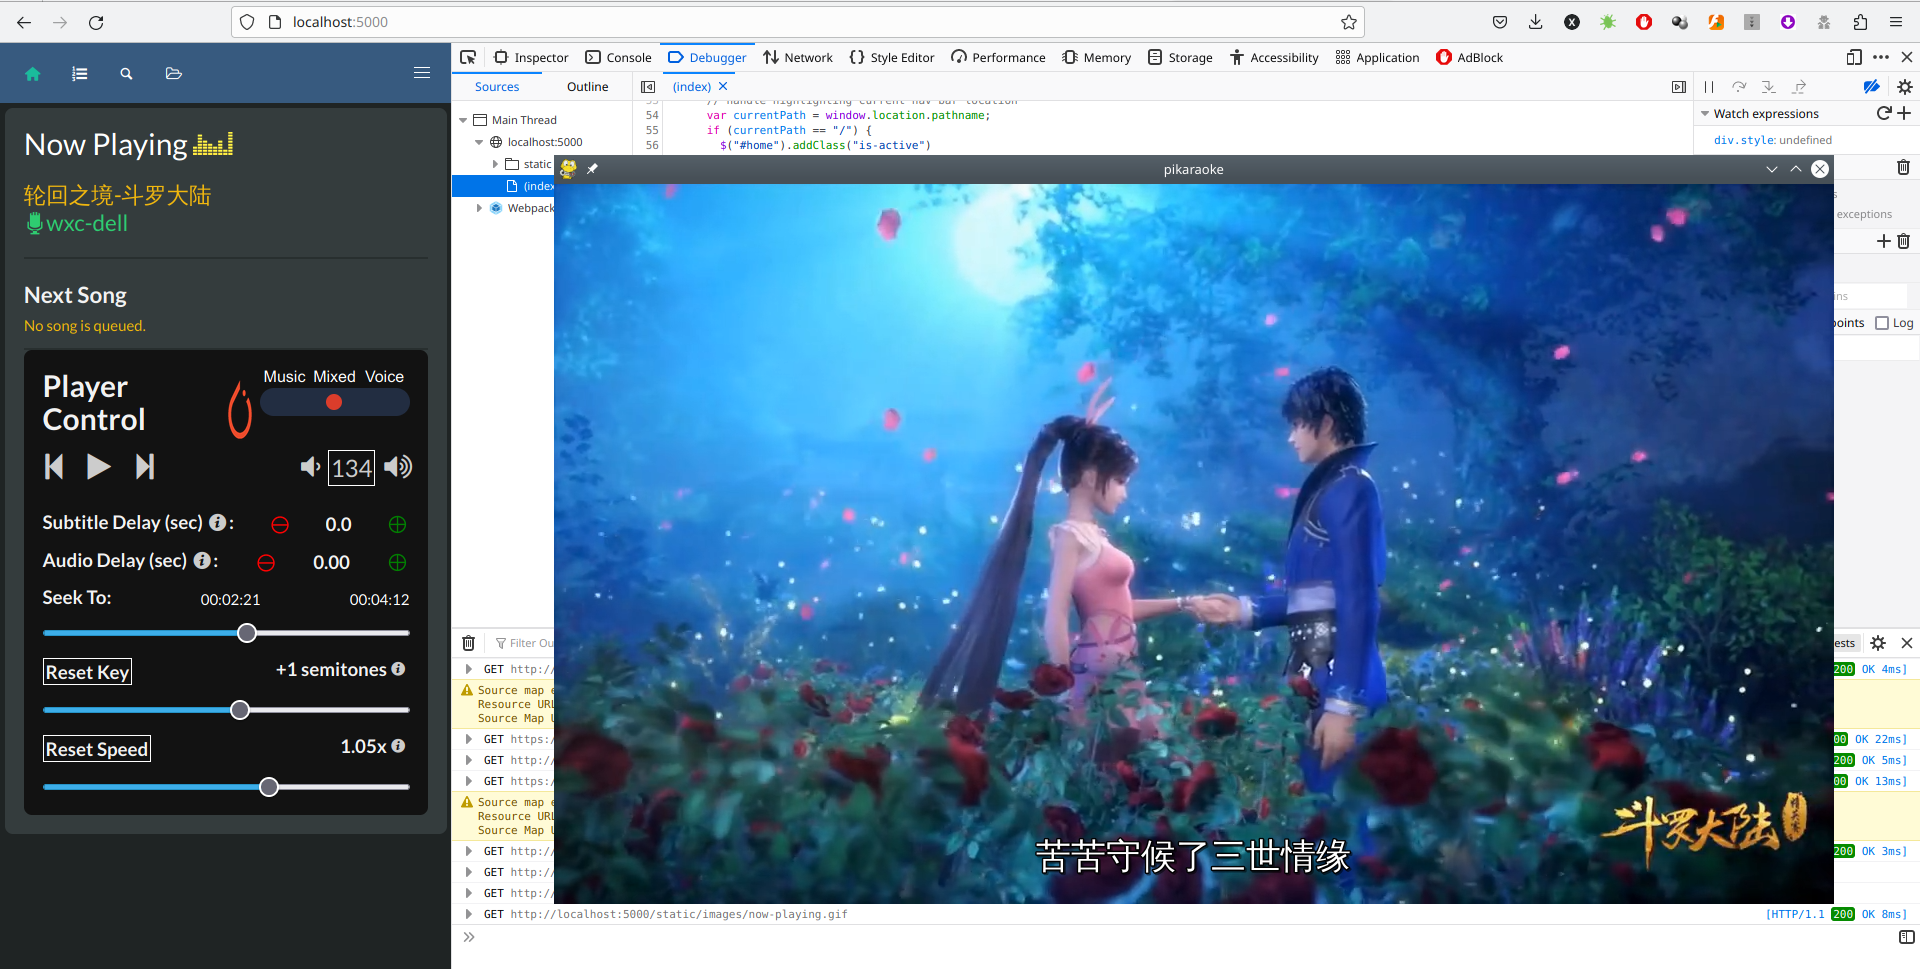 localhost:5000
Inspector
Console
Debugger
Network
Style Editor
Performance
Memory
Storage
Accessibility
Application
AdBlock
Sources
Outline
(index)
Main Thread
localhost:5000
static
(index
Webpack
54 var currentPath = window.location.pathname;
55 if (currentPath == "/") {
56 $("#home").addClass("is-active")
Watch expressions
div.style: undefined
exceptions
oints
Log
Now Playing
轮回之境-斗罗大陆
wxc-dell
Next Song
No song is queued.
Player Control
Music Mixed Voice
134
Subtitle Delay (sec) : 0.0
Audio Delay (sec) : 0.00
Seek To: 00:02:21 00:04:12
Reset Key +1 semitones
Reset Speed 1.05x
pikaraoke
斗罗大陆
苦苦守候了三世情缘
Filter Ou
ests
GET http:// 200 OK 4ms]
Source map e
Resource URL
Source Map U
GET https:/ 00 OK 22ms]
GET http:// 200 OK 5ms]
GET https:/ 00 OK 13ms]
Source map e
Resource URL
Source Map U
GET http:// 200 OK 3ms]
GET http://
GET http://
GET http://localhost:5000/static/images/now-playing.gif [HTTP/1.1 200 OK 8ms]